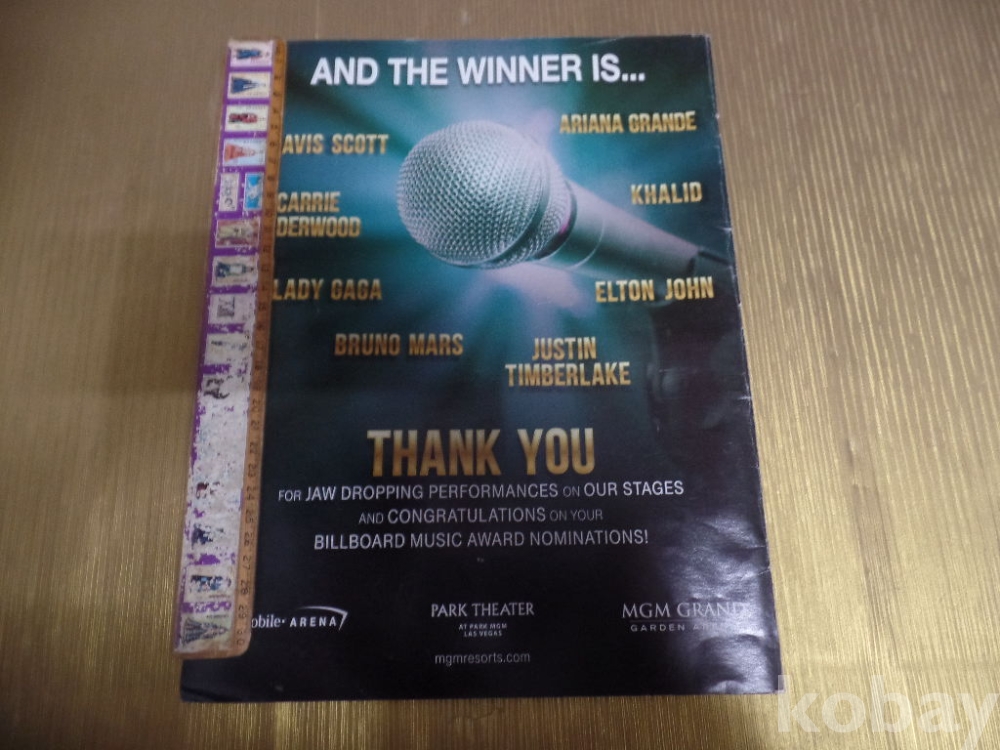 AND THE WINNER IS...
ARIANA GRANDE
AVIS SCOTT
KHALID
CARRIE
DERWOOD
LADY GAGA
ELTON JOHN
BRUNO MARS
JUSTIN
TIMBERLAKE
THANK YOU
FOR JAW DROPPING PERFORMANCES ON OUR STAGES
AND CONGRATULATIONS ON YOUR
BILLBOARD MUSIC AWARD NOMINATIONS!
obile ARENA
PARK THEATER
AT PARK MGM
LAS VEGAS
MGM GRAND
GARDEN ARENA
mgmresorts.com
kobay